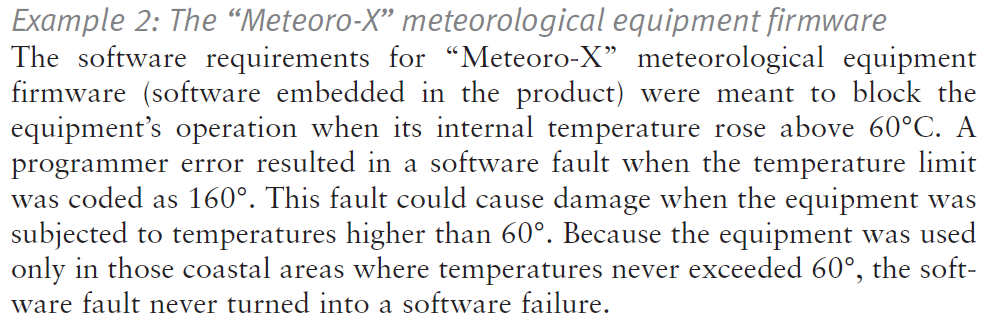 Example 2: The “Meteoro-X” meteorological equipment firmware
The software requirements for “Meteoro-X” meteorological equipment
firmware (software embedded in the product) were meant to block the
equipment’s operation when its internal temperature rose above 60°C. A
programmer error resulted in a software fault when the temperature limit
was coded as 160°. This fault could cause damage when the equipment was
subjected to temperatures higher than 60°. Because the equipment was used
only in those coastal areas where temperatures never exceeded 60°, the soft-
ware fault never turned into a software failure.